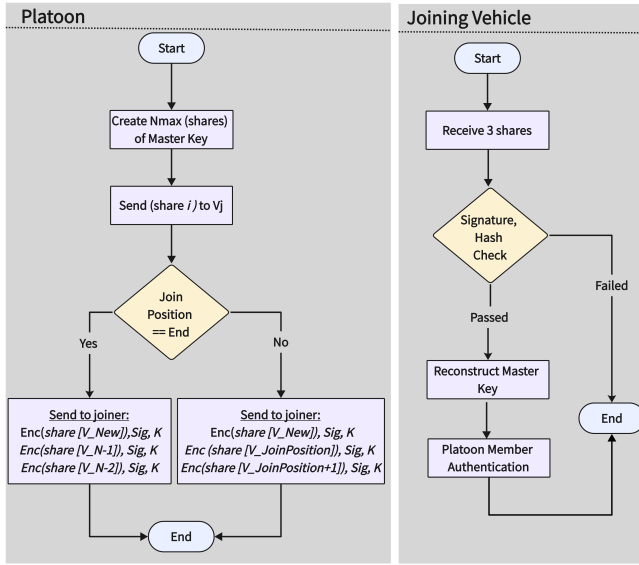 Platoon
Start
Create Nmax (shares)
of Master Key
Send (share i) to Vj
Join
Position
== End
Yes
No
Send to joiner:
Enc(share [V_New]),Sig, K
Enc(share [V_N-1]), Sig, K
Enc(share [V_N-2]), Sig, K
Send to joiner:
Enc(share [V_New]), Sig, K
Enc (share [V_JoinPosition]), Sig, K
Enc(share [V_JoinPosition+1]), Sig, K
End
Joining Vehicle
Start
Receive 3 shares
Signature,
Hash
Check
Failed
Passed
Reconstruct Master
Key
End
Platoon Member
Authentication